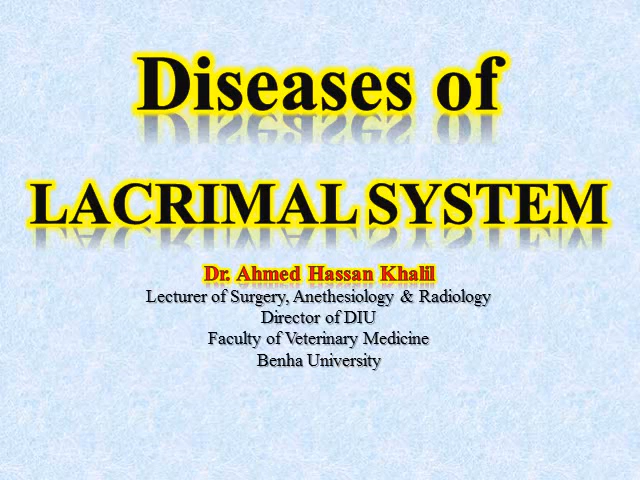 Diseases of
LACRIMAL SYSTEM
Dr. Ahmed Hassan Khalil
Lecturer of Surgery, Anethesiology & Radiology
Director of DIU
Faculty of Veterinary Medicine
Benha University